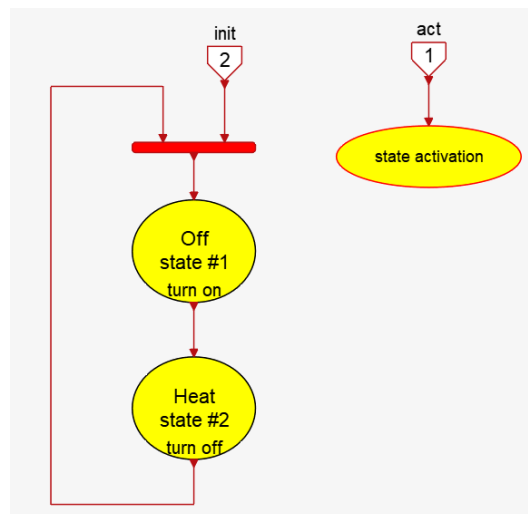 init
2
act
1
state activation
Off
state #1
turn on
Heat
state #2
turn off